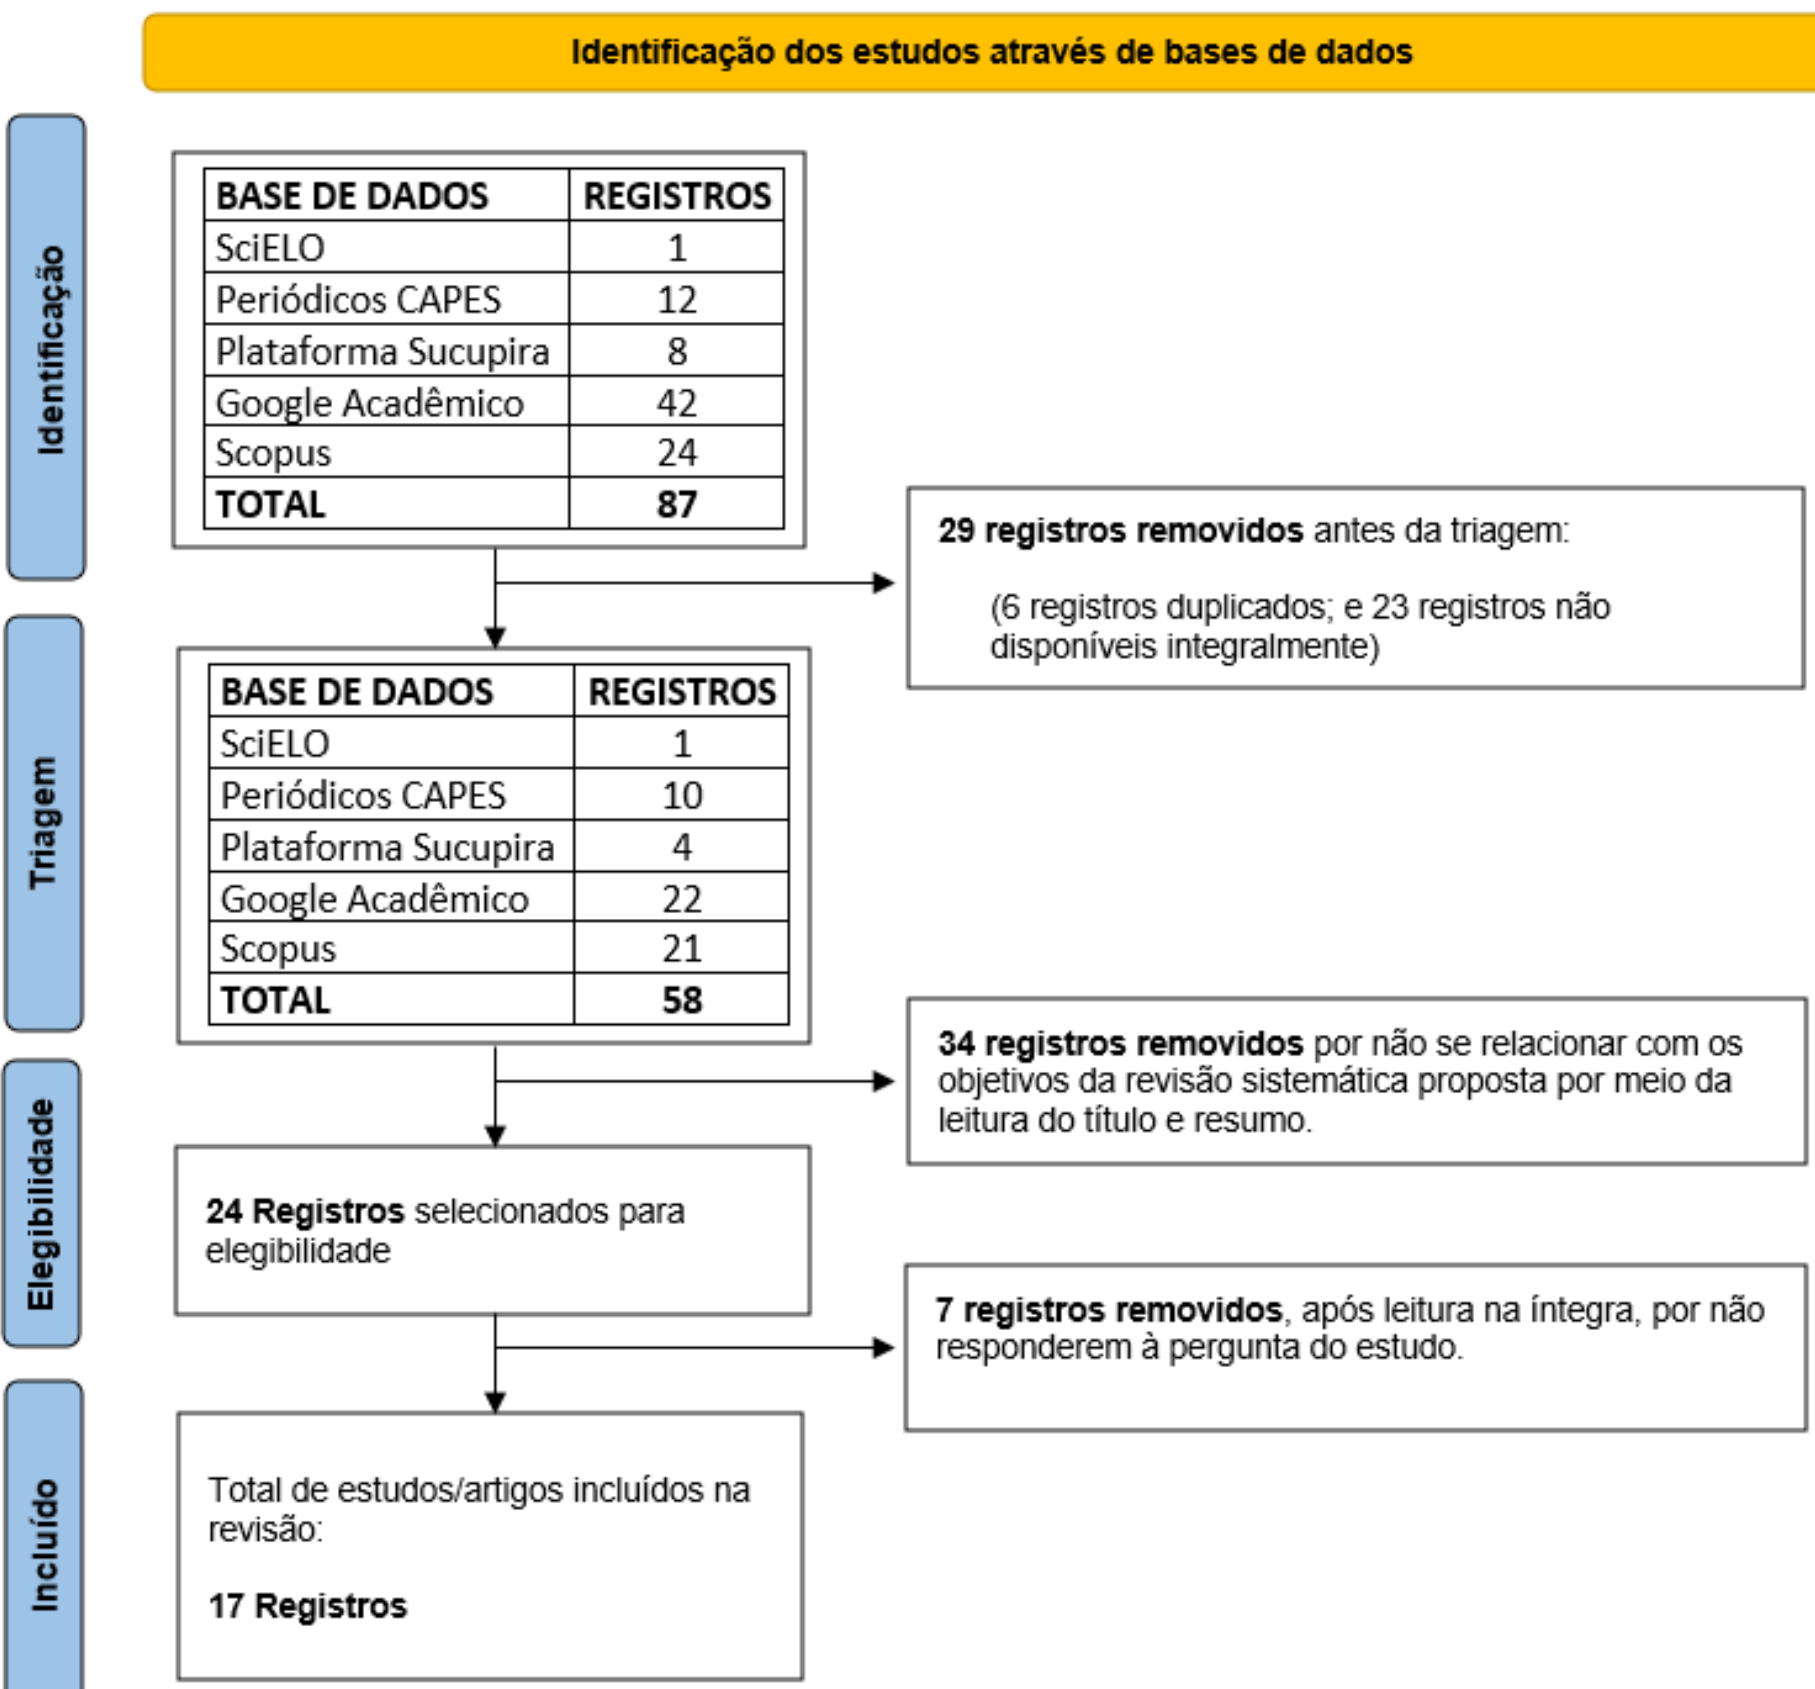 Identificação dos estudos através de bases de dados
Identificação
BASE DE DADOS REGISTROS
SciELO 1
Periódicos CAPES 12
Plataforma Sucupira 8
Google Acadêmico 42
Scopus 24
TOTAL 87
29 registros removidos antes da triagem:
(6 registros duplicados; e 23 registros não
disponíveis integralmente)
Triagem
BASE DE DADOS REGISTROS
SciELO 1
Periódicos CAPES 10
Plataforma Sucupira 4
Google Acadêmico 22
Scopus 21
TOTAL 58
34 registros removidos por não se relacionar com os
objetivos da revisão sistemática proposta por meio da
leitura do título e resumo.
Elegibilidade
24 Registros selecionados para
elegibilidade
7 registros removidos, após leitura na íntegra, por não
responderem à pergunta do estudo.
Incluído
Total de estudos/artigos incluídos na
revisão:
17 Registros